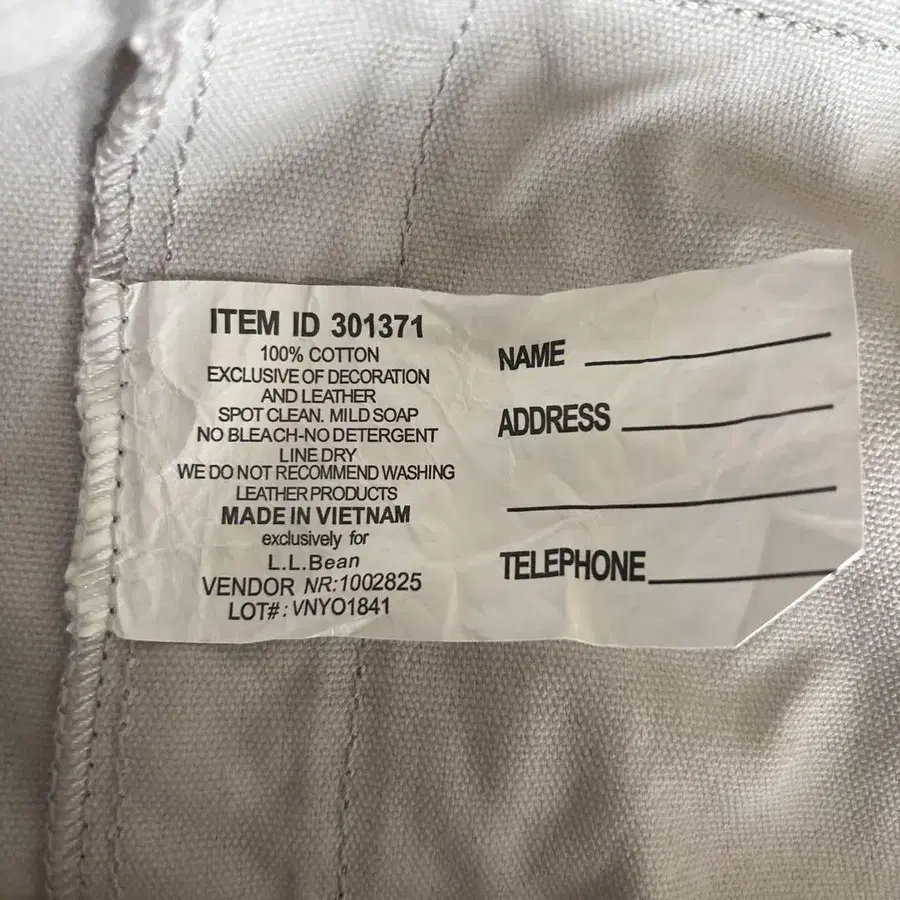 ITEM ID 301371
100% COTTON
EXCLUSIVE OF DECORATION
AND LEATHER
SPOT CLEAN. MILD SOAP
NO BLEACH-NO DETERGENT
LINE DRY
WE DO NOT RECOMMEND WASHING
LEATHER PRODUCTS
MADE IN VIETNAM
exclusively for
L.L.Bean
VENDOR NR:1002825
LOT#: VNYO1841
NAME
ADDRESS
TELEPHONE